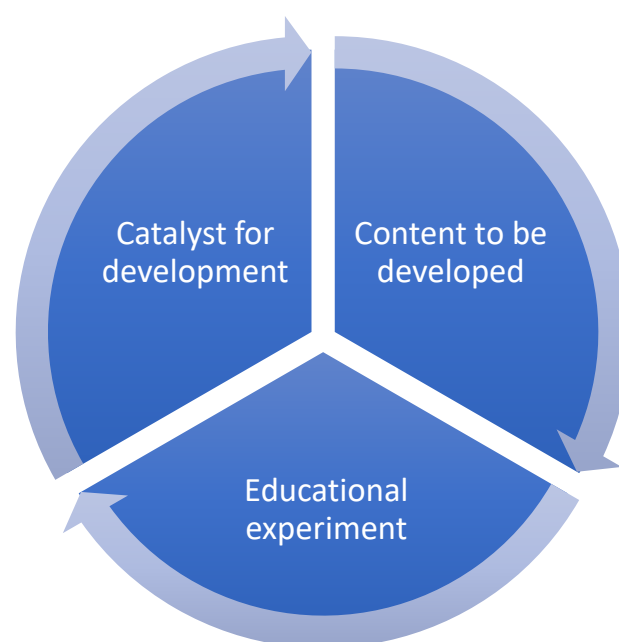 Catalyst for
development
Content to be
developed
Educational
experiment